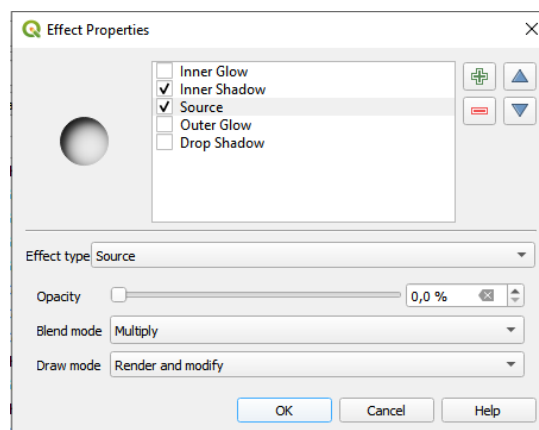 Effect Properties
Inner Glow
Inner Shadow
Source
Outer Glow
Drop Shadow
Effect type Source
Opacity 0,0 %
Blend mode Multiply
Draw mode Render and modify
OK Cancel Help